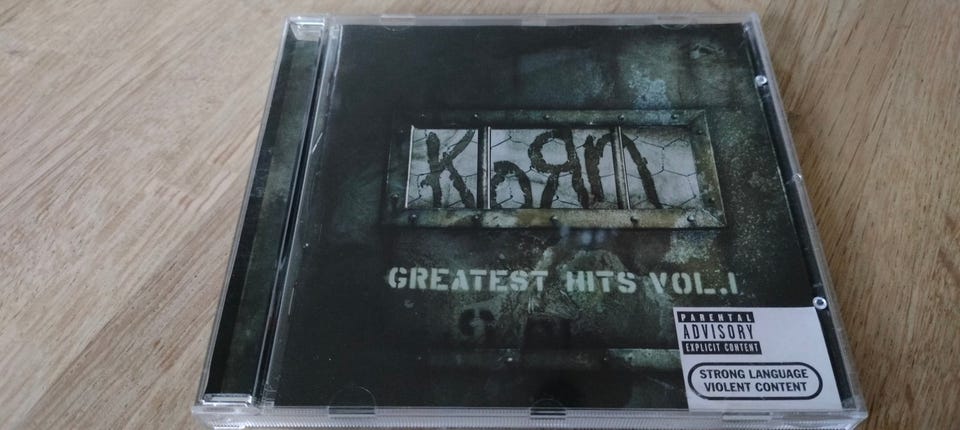 KoЯn
GREATEST HITS VOL.1
PARENTAL
ADVISORY
EXPLICIT CONTENT
STRONG LANGUAGE
VIOLENT CONTENT